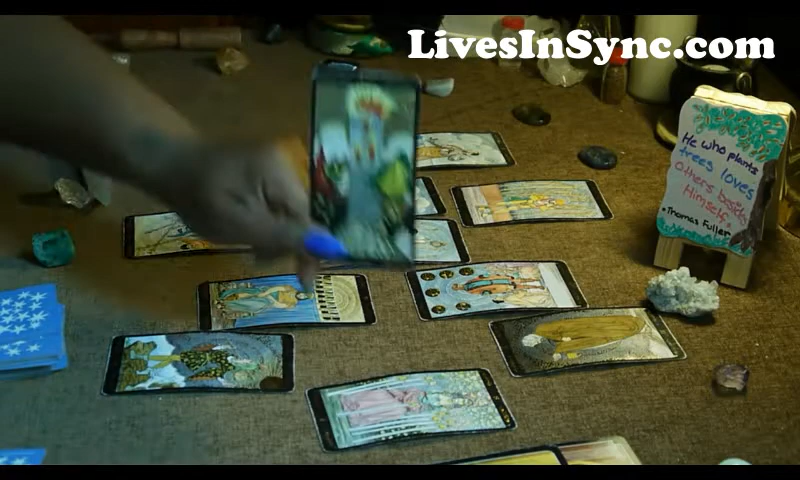 LivesInSync.com
He who plants
trees loves
others besides
Himself"
•Thomas Fuller